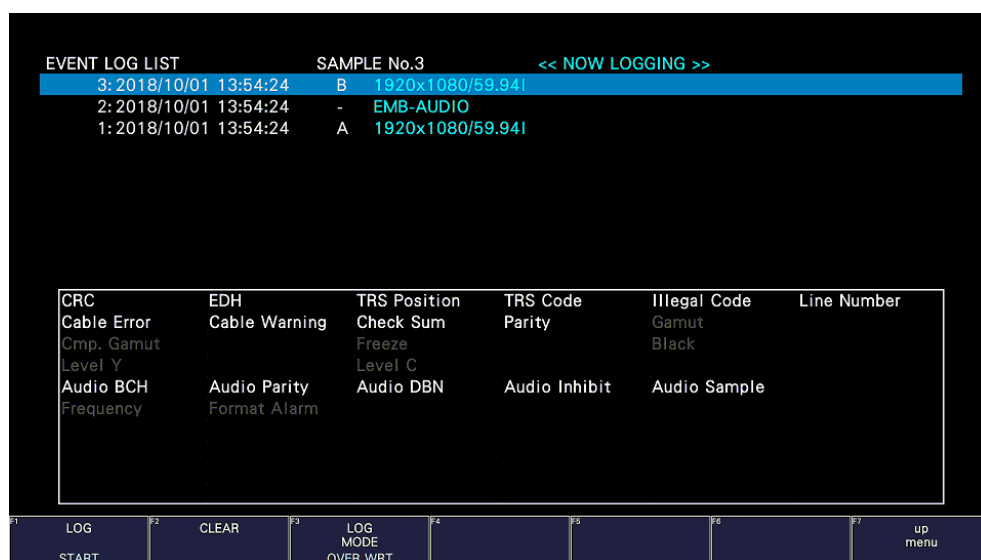 EVENT LOG LIST SAMPLE No.3 << NOW LOGGING >>
3: 2018/10/01 13:54:24 B 1920x1080/59.94I
2: 2018/10/01 13:54:24 - EMB-AUDIO
1: 2018/10/01 13:54:24 A 1920x1080/59.94I
CRC EDH TRS Position TRS Code Illegal Code Line Number
Cable Error Cable Warning Check Sum Parity Gamut
Cmp. Gamut Freeze Black
Level Y Level C
Audio BCH Audio Parity Audio DBN Audio Inhibit Audio Sample
Frequency Format Alarm
F1 LOG F2 CLEAR F3 LOG F4 F5 F6 F7 up
MODE menu
START OVER WRT